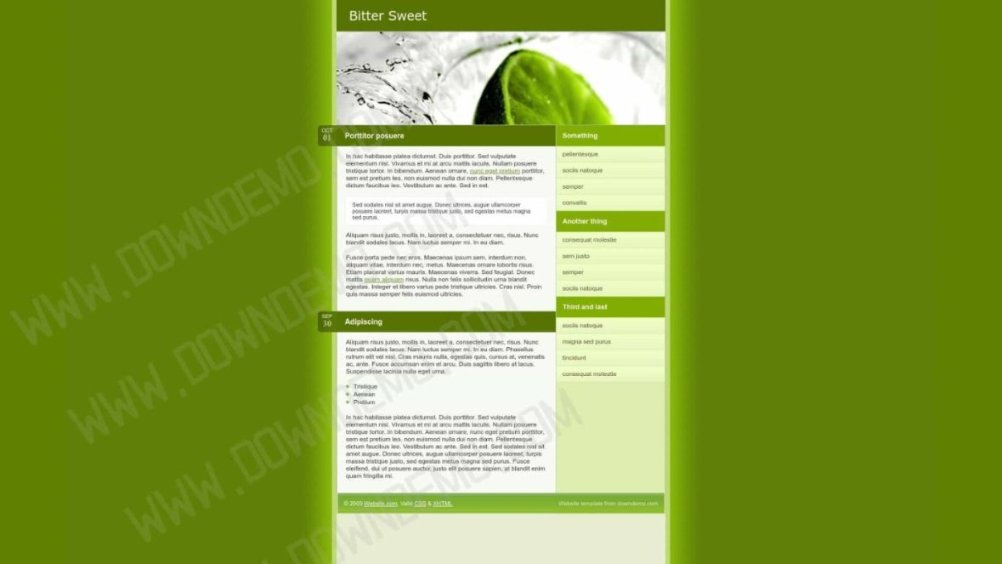 Bitter Sweet
OCT
01
Porttitor posuere
In hac habitasse platea dictumst. Duis porttitor. Sed vulputate
elementum nisi. Vivamus et mi at arcu mattis iaculis. Nullam posuere
tristique tortor. In bibendum. Aenean ornare, nunc eget pretium porttitor,
sem est pretium leo, non euismod nulla dui non diam. Pellentesque
dictum faucibus leo. Vestibulum ac ante. Sed in est.
Sed sodales nisl sit amet augue. Donec ultrices, augue ullamcorper
posuere laoreet, turpis massa tristique justo, sed egestas metus magna
sed purus.
Aliquam risus justo, mollis in, laoreet a, consectetuer nec, risus. Nunc
blandit sodales lacus. Nam luctus semper mi. In eu diam.
Fusce porta pede nec eros. Maecenas ipsum sem, interdum non,
aliquam vitae, interdum nec, metus. Maecenas ornare lobortis risus.
Etiam placerat varius mauris. Maecenas viverra. Sed feugiat. Donec
mattis quam aliquam risus. Nulla non felis sollicitudin urna blandit
egestas. Integer et libero varius pede tristique ultricies. Cras nisl. Proin
quis massa semper felis euismod ultricies.
SEP
30
Adipiscing
Aliquam risus justo, mollis in, laoreet a, consectetuer nec, risus. Nunc
blandit sodales lacus. Nam luctus semper mi. In eu diam. Phasellus
rutrum elit vel nisi. Cras mauris nulla, egestas quis, cursus at, venenatis
ac, ante. Fusce accumsan enim et arcu. Duis sagittis libero at lacus.
Suspendisse lacinia nulla eget urna.
Tristique
Aenean
Pretium
In hac habitasse platea dictumst. Duis porttitor. Sed vulputate
elementum nisi. Vivamus et mi at arcu mattis iaculis. Nullam posuere
tristique tortor. In bibendum. Aenean ornare, nunc eget pretium porttitor,
sem est pretium leo, non euismod nulla dui non diam. Pellentesque
dictum faucibus leo. Vestibulum ac ante. Sed in est. Sed sodales nisl sit
amet augue. Donec ultrices, augue ullamcorper posuere laoreet, turpis
massa tristique justo, sed egestas metus magna sed purus. Fusce
eleifend, dui ut posuere auctor, justo elit posuere sapien, at blandit enim
quam fringilla mi.
Something
pellentesque
sociis natoque
semper
convallis
Another thing
consequat molestie
sem justo
semper
sociis natoque
Third and last
sociis natoque
magna sed purus
tincidunt
consequat molestie
© 2009 Website.com. Valid CSS & XHTML
Website template from downdemo.com
WWW.DOWNDEMO.COM
WWW.DOWNDEMO.COM
WWW.DOWNDEMO.COM
WWW.DOWNDEMO.COM